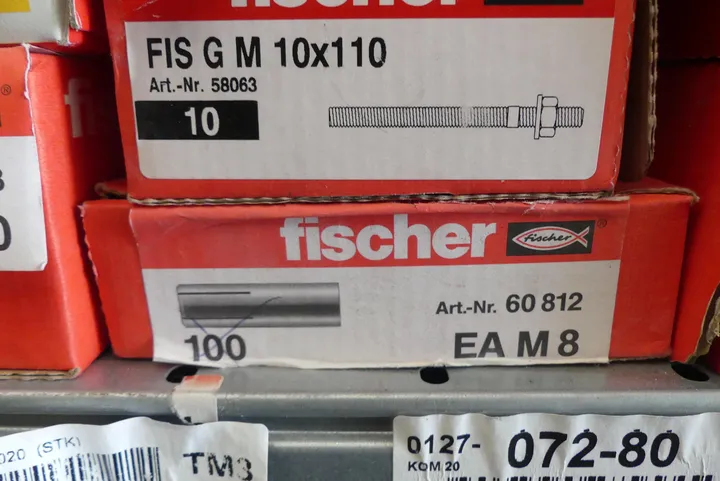 fischer
FIS G M 10x110
Art.-Nr. 58063
10
fischer
fischer
Art.-Nr. 60 812
100
EA M 8
020 (STK)
TM3
0127-
072-80
KOM 20